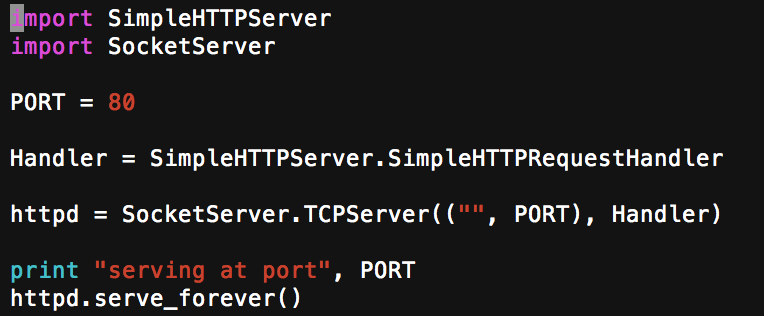 import SimpleHTTPServer
import SocketServer
PORT = 80
Handler = SimpleHTTPServer.SimpleHTTPRequestHandler
httpd = SocketServer.TCPServer(("", PORT), Handler)
print "serving at port", PORT
httpd.serve_forever()